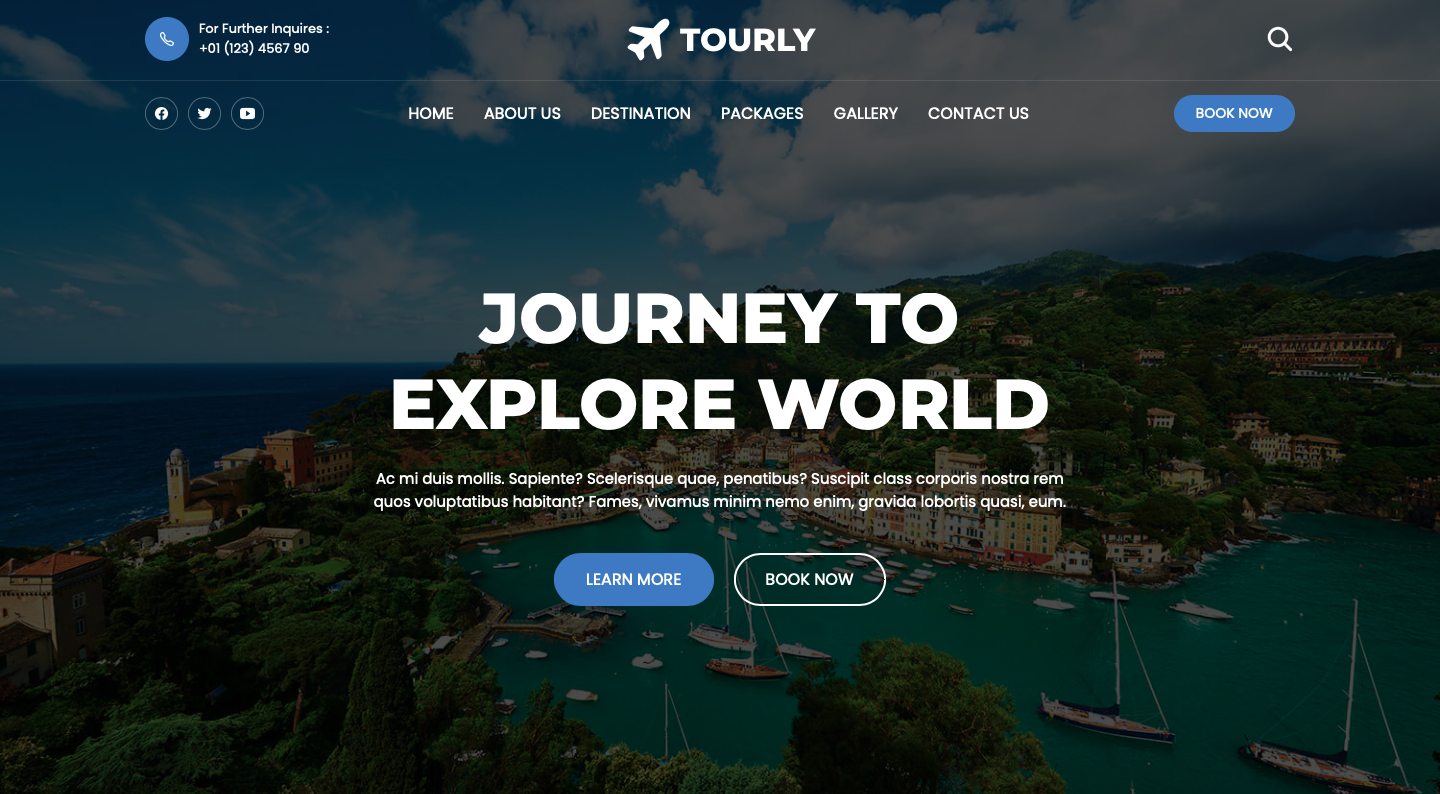 For Further Inquires :
+01 (123) 4567 90
TOURLY
HOME ABOUT US DESTINATION PACKAGES GALLERY CONTACT US
BOOK NOW
JOURNEY TO
EXPLORE WORLD
Ac mi duis mollis. Sapiente? Scelerisque quae, penatibus? Suscipit class corporis nostra rem
quos voluptatibus habitant? Fames, vivamus minim nemo enim, gravida lobortis quasi, eum.
LEARN MORE
BOOK NOW